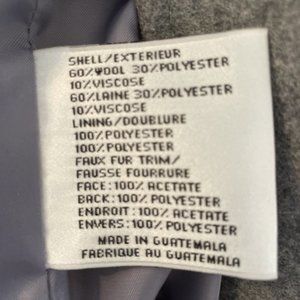 SHELL/EXTERIEUR
60%WOOL 30%POLYESTER
10%VISCOSE
60%LAINE 30%POLYESTER
10%VISCOSE
LINING/DOUBLURE
100%POLYESTER
100%POLYESTER
FAUX FUR TRIM/
FAUSSE FOURRURE
FACE:100% ACETATE
BACK:100% POLYESTER
ENDROIT:100% ACETATE
ENVERS:100% POLYESTER
MADE IN GUATEMALA
FABRIQUE AU GUATEMALA